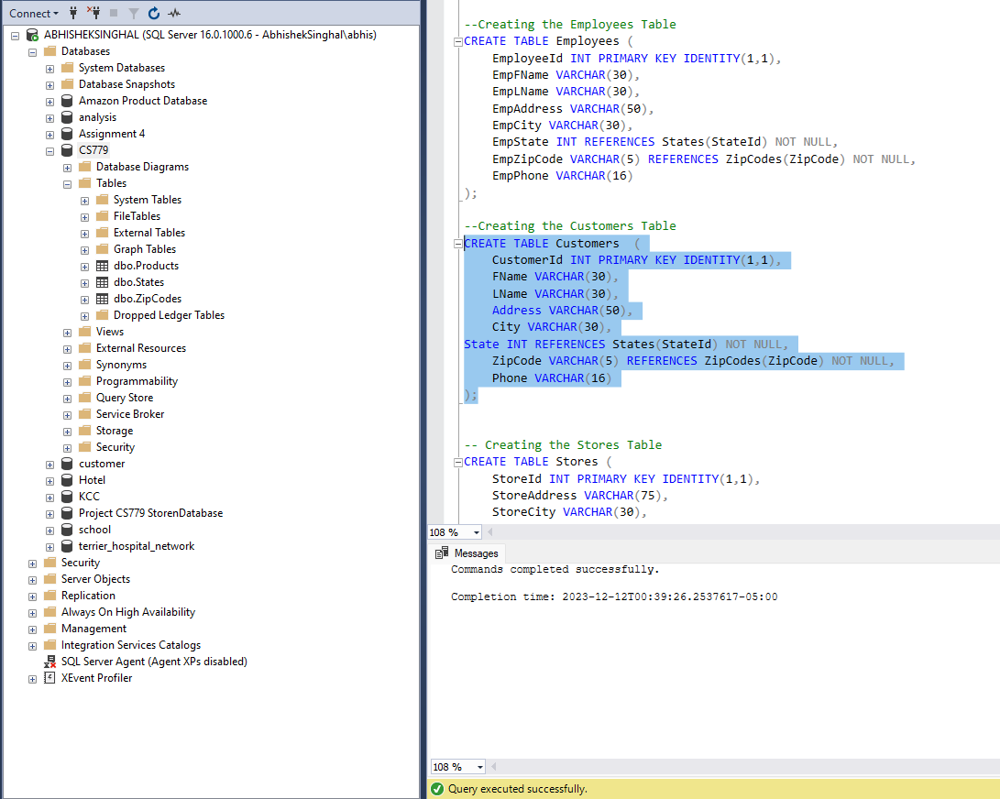 Connect
ABHISHEKSINGHAL (SQL Server 16.0.1000.6 - AbhishekSinghal\abhis)
Databases
System Databases
Database Snapshots
Amazon Product Database
analysis
Assignment 4
CS779
Database Diagrams
Tables
System Tables
FileTables
External Tables
Graph Tables
dbo.Products
dbo.States
dbo.ZipCodes
Dropped Ledger Tables
Views
External Resources
Synonyms
Programmability
Query Store
Service Broker
Storage
Security
customer
Hotel
KCC
Project CS779 StorenDatabase
school
terrier_hospital_network
Security
Server Objects
Replication
Always On High Availability
Management
Integration Services Catalogs
SQL Server Agent (Agent XPs disabled)
XEvent Profiler
--Creating the Employees Table
CREATE TABLE Employees (
EmployeeId INT PRIMARY KEY IDENTITY(1,1),
EmpFName VARCHAR(30),
EmpLName VARCHAR(30),
EmpAddress VARCHAR(50),
EmpCity VARCHAR(30),
EmpState INT REFERENCES States(StateId) NOT NULL,
EmpZipCode VARCHAR(5) REFERENCES ZipCodes(ZipCode) NOT NULL,
EmpPhone VARCHAR(16)
);
--Creating the Customers Table
CREATE TABLE Customers  (
CustomerId INT PRIMARY KEY IDENTITY(1,1),
FName VARCHAR(30),
LName VARCHAR(30),
Address VARCHAR(50),
City VARCHAR(30),
State INT REFERENCES States(StateId) NOT NULL,
ZipCode VARCHAR(5) REFERENCES ZipCodes(ZipCode) NOT NULL,
Phone VARCHAR(16)
);
-- Creating the Stores Table
CREATE TABLE Stores (
StoreId INT PRIMARY KEY IDENTITY(1,1),
StoreAddress VARCHAR(75),
StoreCity VARCHAR(30),
108 %
Messages
Commands completed successfully.
Completion time: 2023-12-12T00:39:26.2537617-05:00
108 %
Query executed successfully.